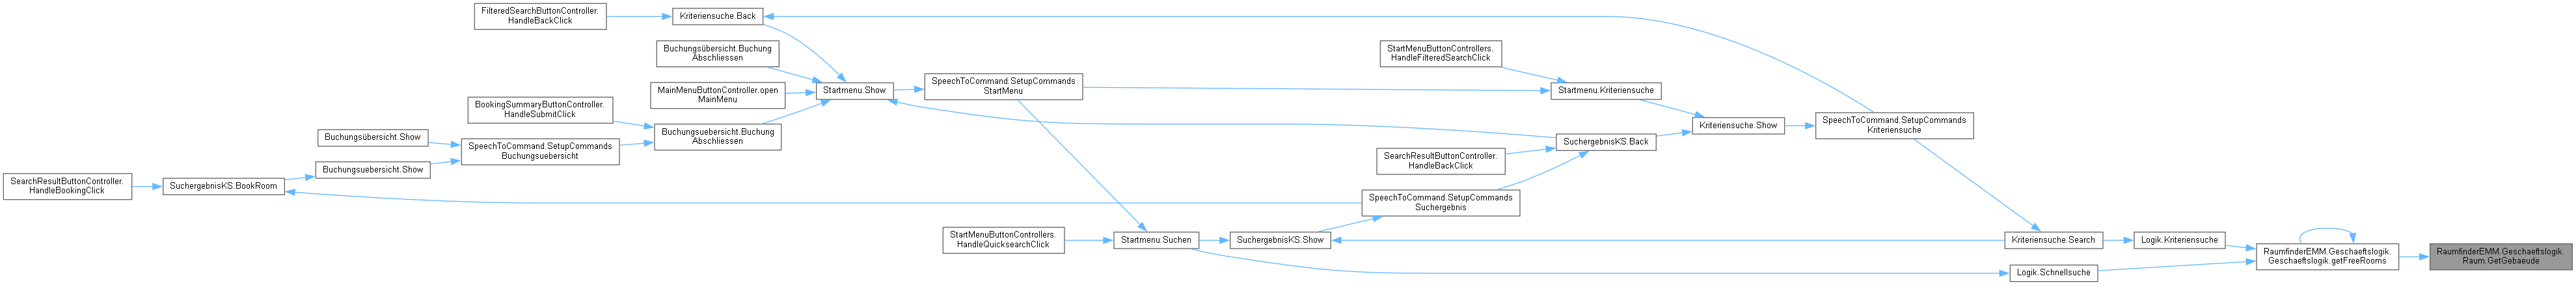 FilteredSearchButtonController.
HandleBackClick
Kriteriensuche.Back
Buchungsübersicht.Buchung
Abschliessen
MainMenuButtonController.open
MainMenu
BookingSummaryButtonController.
HandleSubmitClick
Buchungsübersicht.Show
SpeechToCommand.SetupCommands
Buchungsuebersicht
Buchungsuebersicht.Buchung
Abschliessen
Buchungsuebersicht.Show
SearchResultButtonController.
HandleBookingClick
SuchergebnisKS.BookRoom
Startmenu.Show
SpeechToCommand.SetupCommands
StartMenu
StartMenuButtonControllers.
HandleFilteredSearchClick
Startmenu.Kriteriensuche
Kriteriensuche.Show
SpeechToCommand.SetupCommands
Kriteriensuche
SuchergebnisKS.Back
SearchResultButtonController.
HandleBackClick
SpeechToCommand.SetupCommands
Suchergebnis
StartMenuButtonControllers.
HandleQuicksearchClick
Startmenu.Suchen
SuchergebnisKS.Show
Kriteriensuche.Search
Logik.Kriteriensuche
Logik.Schnellsuche
RaumfinderEMM.Geschaeftslogik.
Geschaeftslogik.getFreeRooms
RaumfinderEMM.Geschaeftslogik.
Raum.GetGebaeude